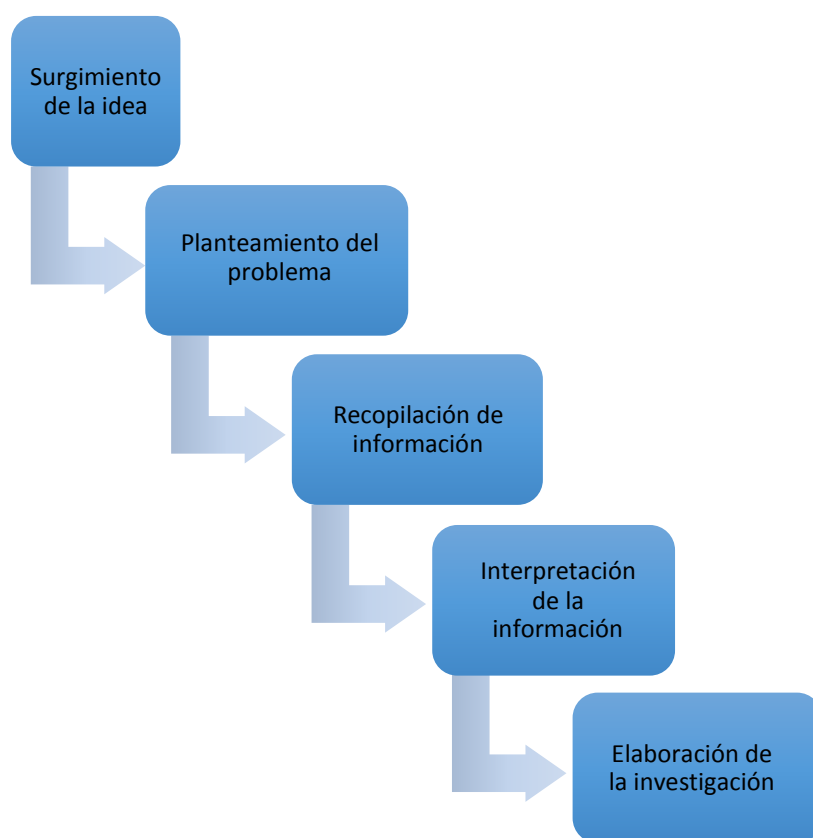 Surgimiento
de la idea
Planteamiento del
problema
Recopilación de
información
Interpretación
de la
información
Elaboración de
la investigación